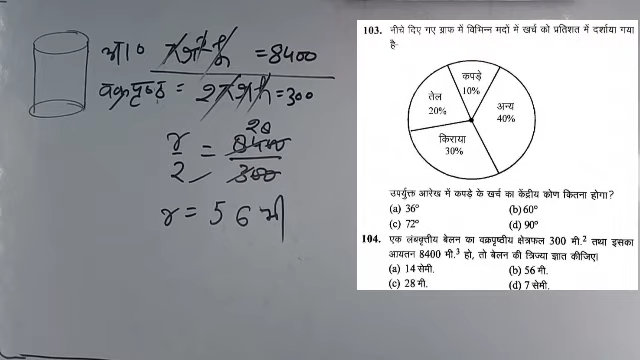 आ० πr²h = 8400
वक्रपृष्ठ = 2πrh = 300
r/2 = 8400/300 28
r = 56 मी
103. नीचे दिए गए ग्राफ में विभिन्न मदों में खर्च को प्रतिशत में दर्शाया गया
है-
कपड़े
10%
तेल
20%
अन्य
40%
किराया
30%
उपर्युक्त आरेख में कपड़े के खर्च का केंद्रीय कोण कितना होगा?
(a) 36° (b) 60°
(c) 72° (d) 90°
104. एक लंबवृत्तीय बेलन का वक्रपृष्ठीय क्षेत्रफल 300 मी.² तथा इसका
आयतन 8400 मी.³ हो, तो बेलन की त्रिज्या ज्ञात कीजिए।
(a) 14 सेमी. (b) 56 मी.
(c) 28 मी. (d) 7 सेमी.